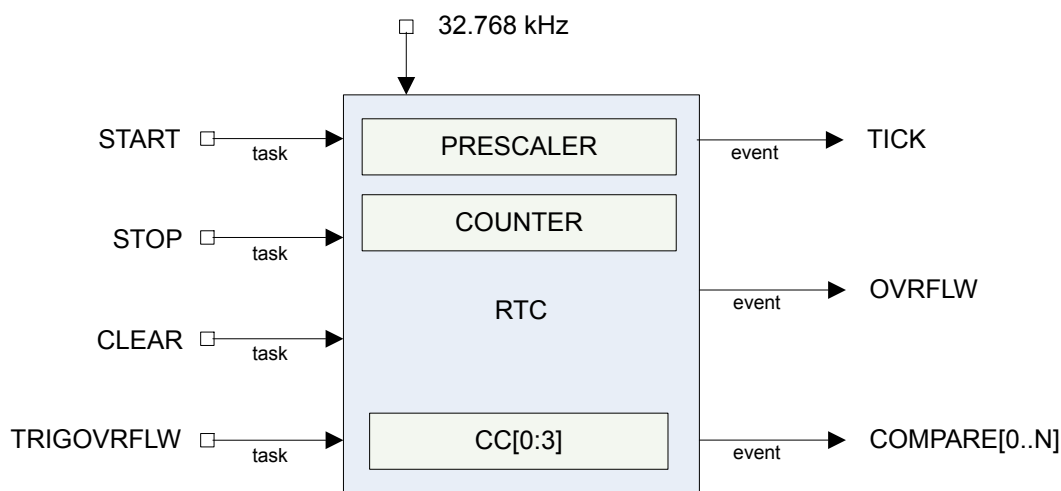 32.768 kHz
START
task
PRESCALER
event
TICK
STOP
task
COUNTER
RTC
event
OVRFLW
CLEAR
task
TRIGOVRFLW
task
CC[0:3]
event
COMPARE[0..N]